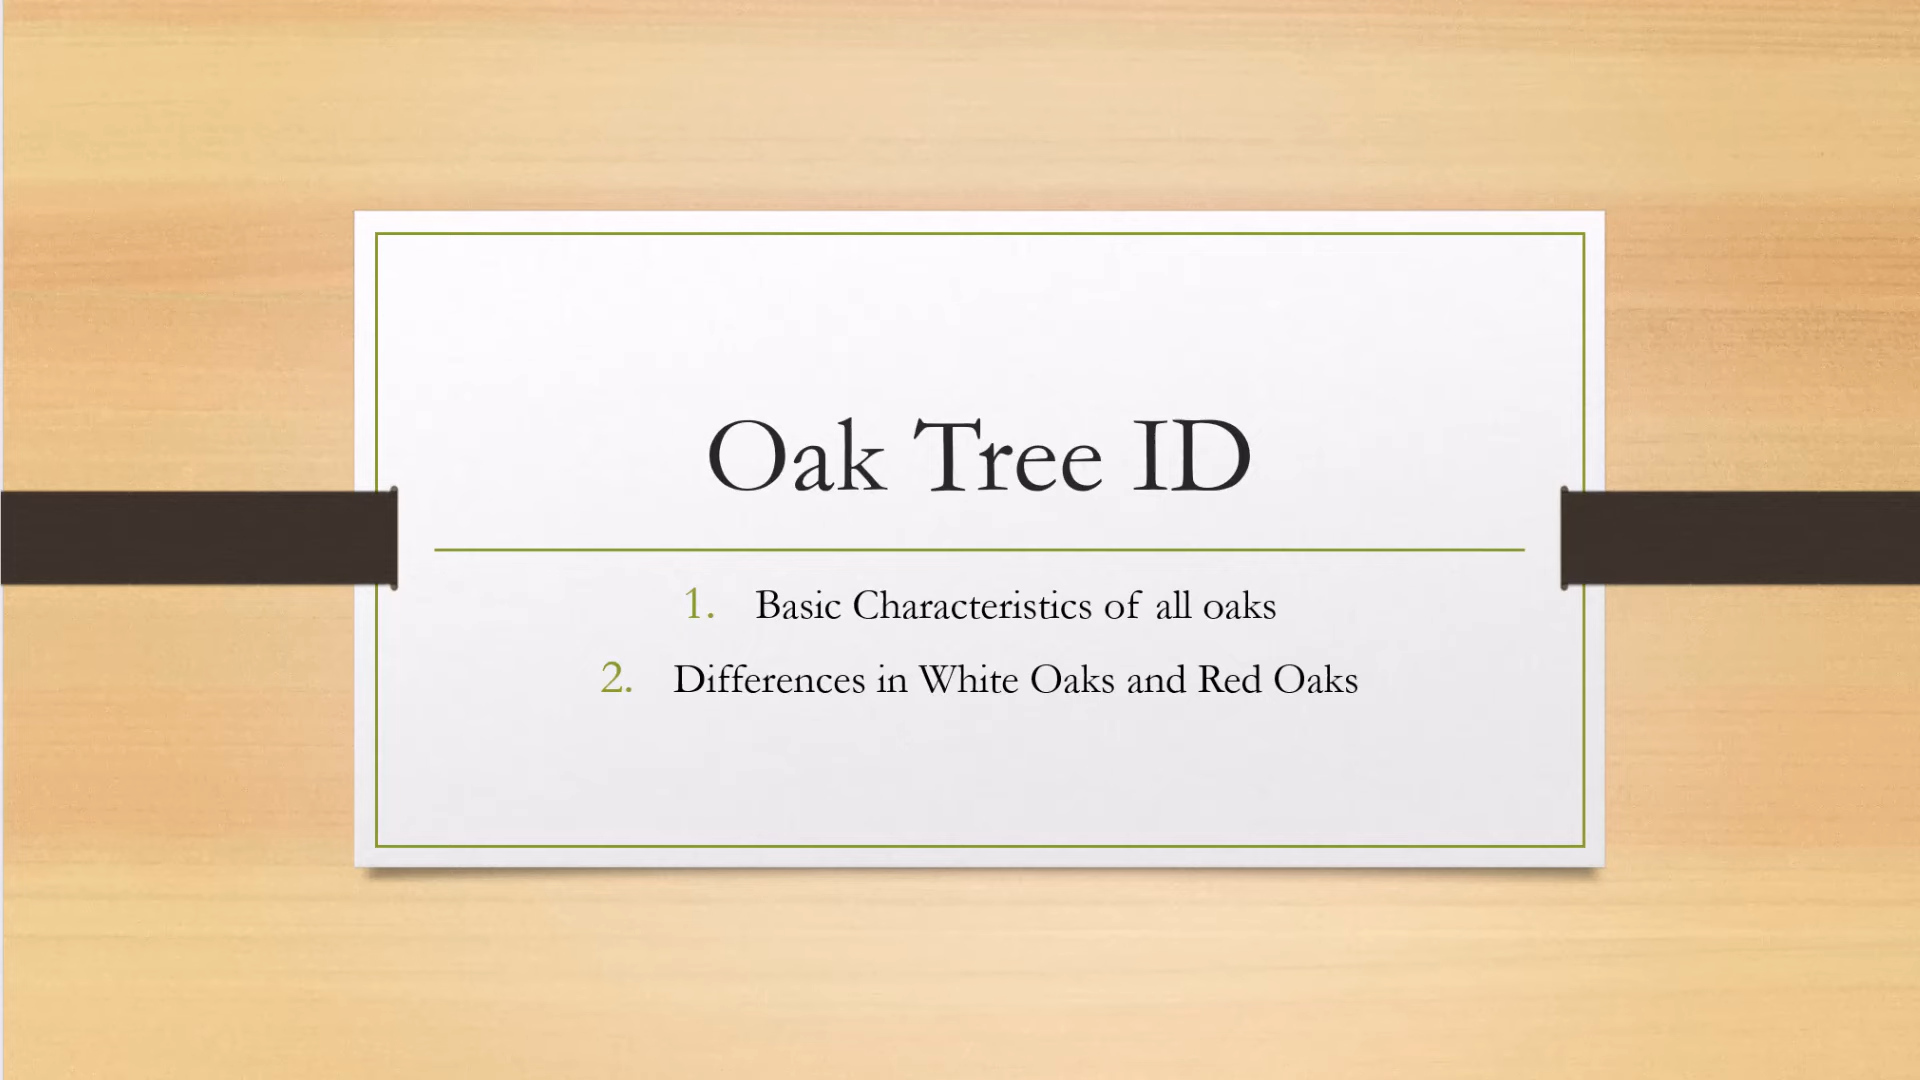 Oak Tree ID
1. Basic Characteristics of all oaks
2. Differences in White Oaks and Red Oaks